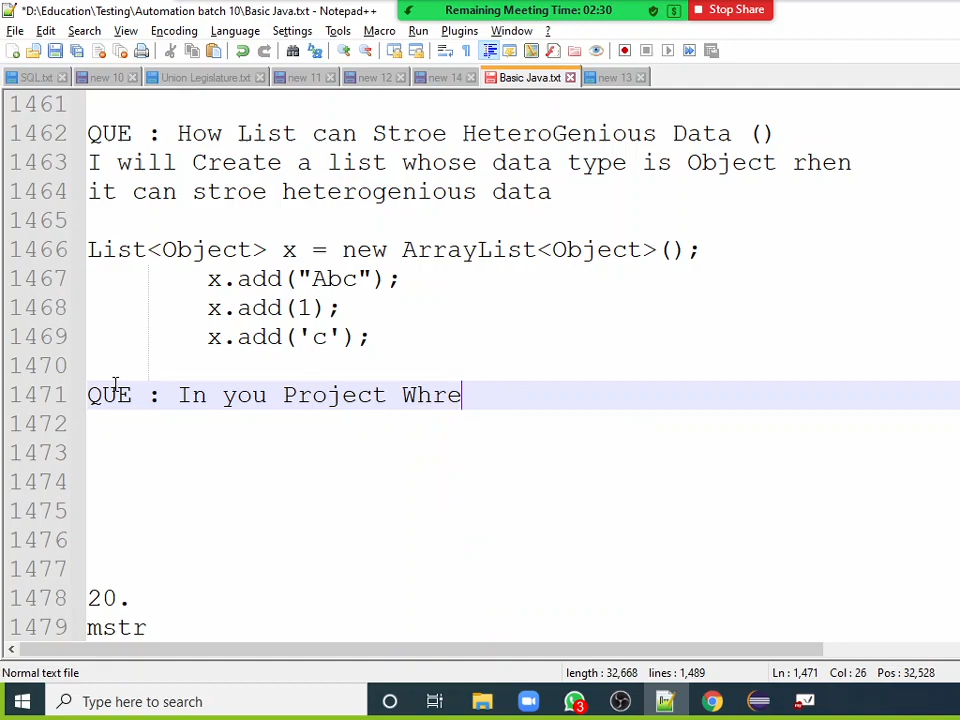 *D:\Education\Testing\Automation batch 10\Basic Java.txt - Notepad++
Remaining Meeting Time: 02:30
Stop Share
File Edit Search View Encoding Language Settings Tools Macro Run Plugins Window ?
SQL.txt new 10 Union Legislature.txt new 11 new 12 new 14 Basic Java.txt new 13
1461
1462 QUE : How List can Stroe HeteroGenious Data ()
1463 I will Create a list whose data type is Object rhen
1464 it can stroe heterogenious data
1465
1466 List<Object> x = new ArrayList<Object>();
1467 x.add("Abc");
1468 x.add(1);
1469 x.add('c');
1470
1471 QUE : In you Project Whre
1472
1473
1474
1475
1476
1477
1478 20.
1479 mstr
Normal text file length : 32,668 lines : 1,489 Ln : 1,471 Col : 26 Pos : 32,528
Type here to search
3